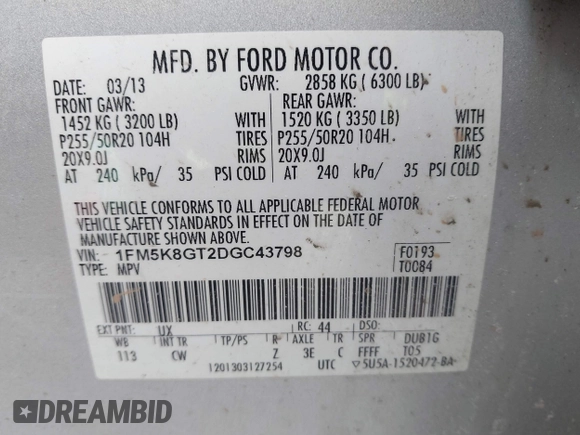 MFD. BY FORD MOTOR CO.
DATE: 03/13 GVWR: 2858 KG ( 6300 LB)
FRONT GAWR: REAR GAWR:
1452 KG ( 3200 LB) WITH 1520 KG ( 3350 LB) WITH
P255/50R20 104H TIRES P255/50R20 104H TIRES
20X9.0J RIMS 20X9.0J RIMS
AT 240 kPa/ 35 PSI COLD AT 240 kPa/ 35 PSI COLD
THIS VEHICLE CONFORMS TO ALL APPLICABLE FEDERAL MOTOR
VEHICLE SAFETY STANDARDS IN EFFECT ON THE DATE OF
MANUFACTURE SHOWN ABOVE.
VIN: 1FM5K8GT2DGC43798 F0193
TYPE: MPV T0084
EXT PNT: UX RC: 44 DSO:
WB INT TR TP/PS R AXLE TR SPR DUB1G
113 CW Z 3E C FFFF T05
1201303127254 UTC ▽5U5A-1520472-BA
DREAMBID